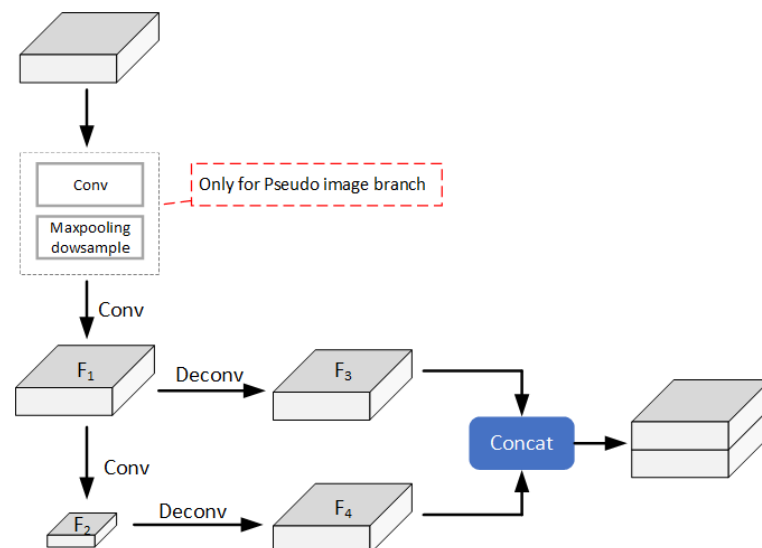 Conv
Only for Pseudo image branch
Maxpooling
dowsample
Conv
F₁
Deconv
F₃
Concat
Conv
F₂
Deconv
F₄